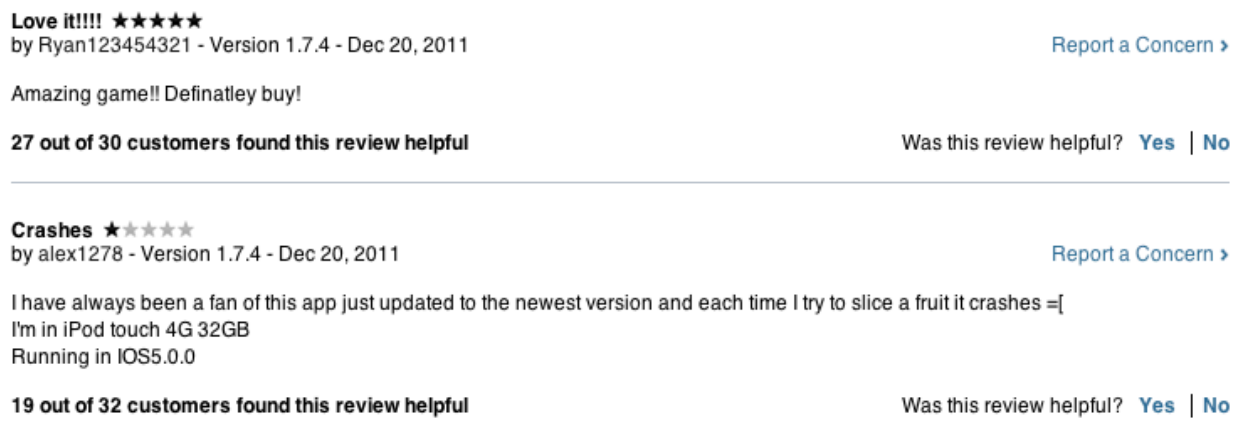 Love it!!!! ★★★★★
by Ryan123454321 - Version 1.7.4 - Dec 20, 2011
Report a Concern ›
Amazing game!! Definatley buy!
27 out of 30 customers found this review helpful
Was this review helpful? Yes | No
Crashes ★★★★★
by alex1278 - Version 1.7.4 - Dec 20, 2011
Report a Concern ›
I have always been a fan of this app just updated to the newest version and each time I try to slice a fruit it crashes =[
I'm in iPod touch 4G 32GB
Running in IOS5.0.0
19 out of 32 customers found this review helpful
Was this review helpful? Yes | No